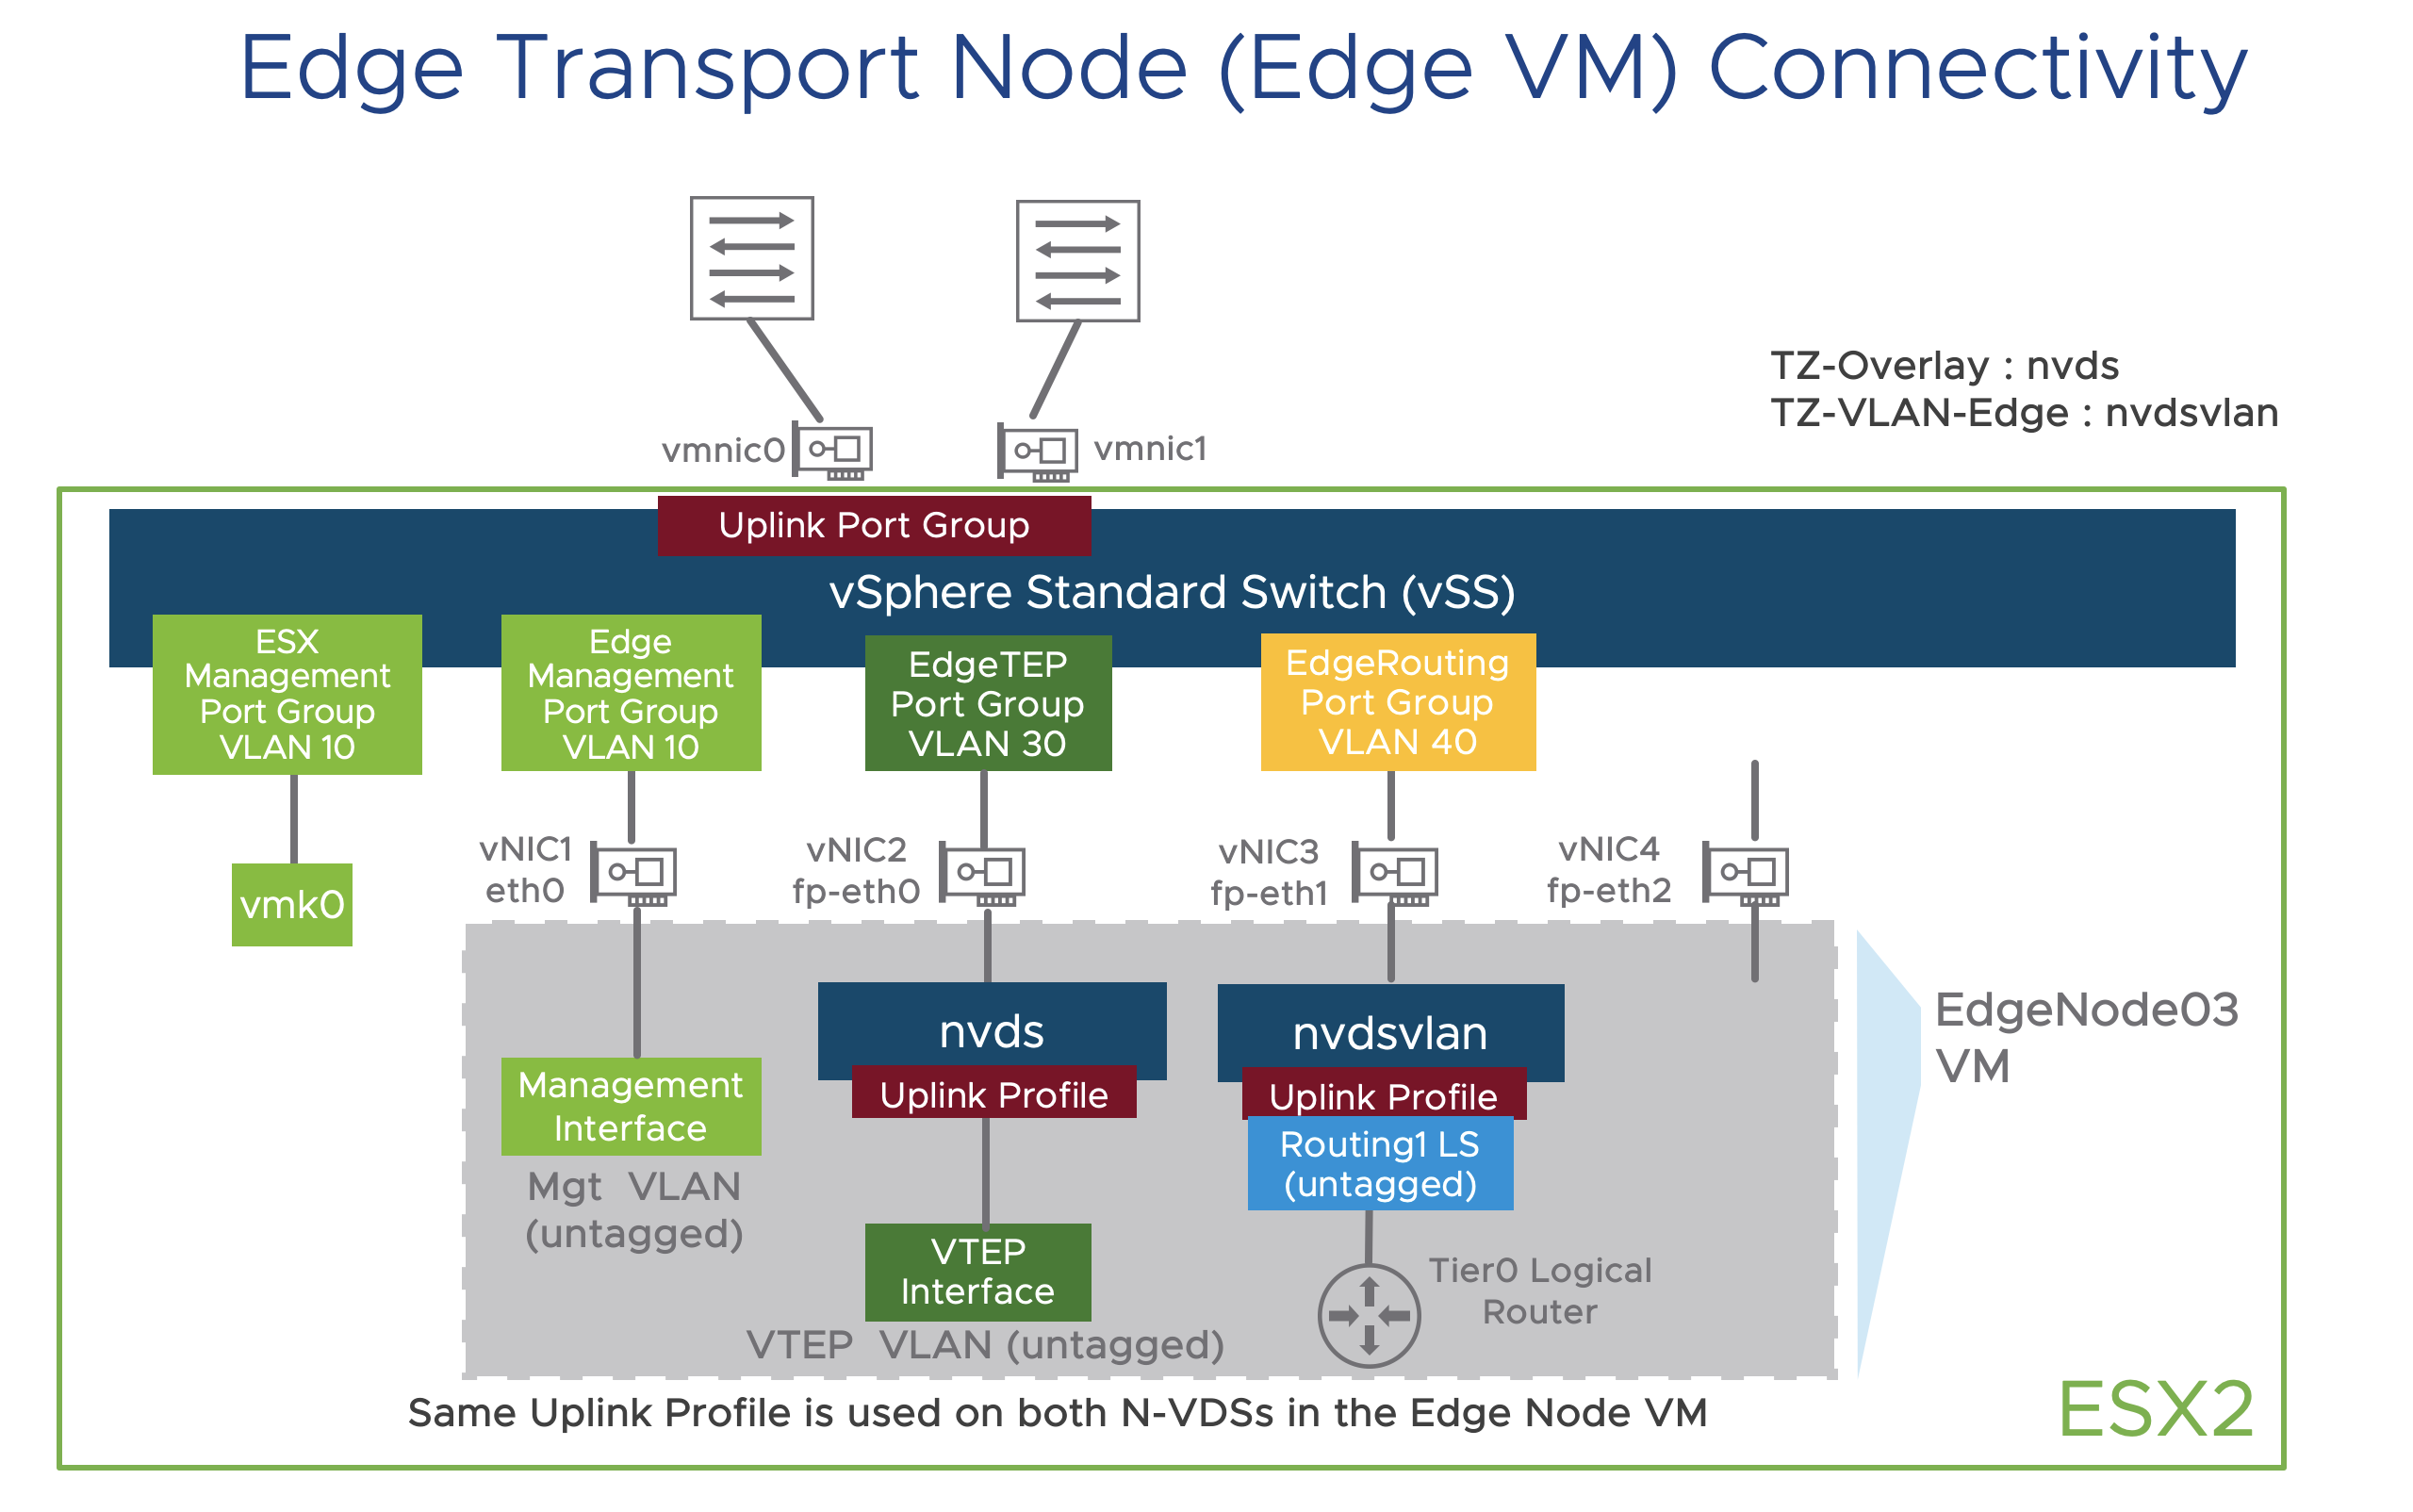 Edge Transport Node (Edge VM) Connectivity
TZ-Overlay : nvds
TZ-VLAN-Edge : nvdsvlan
vmnic0
vmnic1
Uplink Port Group
vSphere Standard Switch (vSS)
ESX
Management
Port Group
VLAN 10
Edge
Management
Port Group
VLAN 10
EdgeTEP
Port Group
VLAN 30
EdgeRouting
Port Group
VLAN 40
vmk0
vNIC1
eth0
vNIC2
fp-eth0
vNIC3
fp-eth1
vNIC4
fp-eth2
nvds
Uplink Profile
nvdsvlan
Uplink Profile
Routing1 LS
(untagged)
Management
Interface
Mgt VLAN
(untagged)
VTEP
Interface
VTEP VLAN (untagged)
Tier0 Logical
Router
EdgeNode03
VM
Same Uplink Profile is used on both N-VDSs in the Edge Node VM
ESX2